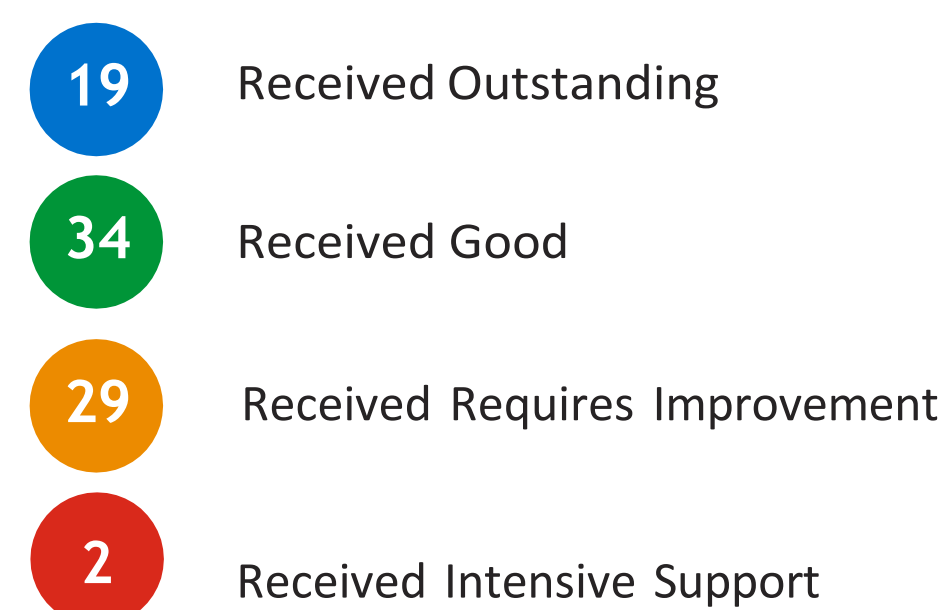 19 Received Outstanding
34 Received Good
29 Received Requires Improvement
2 Received Intensive Support